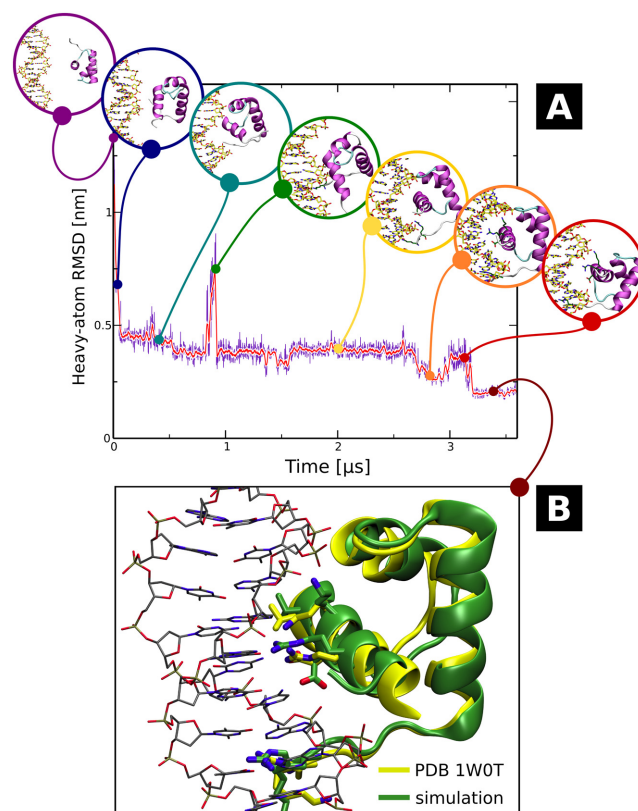 A
Heavy-atom RMSD [nm]
1
0.5
0
0
1
2
3
Time [µs]
B
PDB 1W0T
simulation